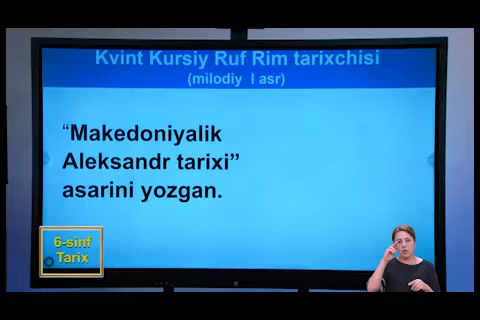 Kvint Kursiy Ruf Rim tarixchisi
(milodiy I asr)
“Makedoniyalik
Aleksandr tarixi”
asarini yozgan.
6-sinf
Tarix